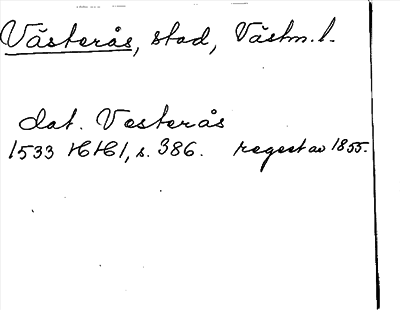 Västerås, stad, Västm. l.
dat. Vesterås
1533 HH1, s. 386. regest av 1855.